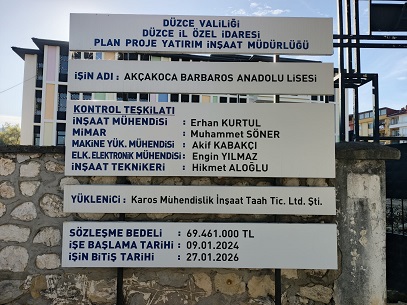 DÜZCE VALİLİĞİ
DÜZCE İL ÖZEL İDARESİ
PLAN PROJE YATIRIM İNŞAAT MÜDÜRLÜĞÜ
İŞİN ADI : AKÇAKOCA BARBAROS ANADOLU LİSESİ
KONTROL TEŞKİLATI
İNŞAAT MÜHENDİSİ : Erhan KURTUL
MİMAR : Muhammet SÖNER
MAKİNE YÜK. MÜHENDİSİ : Akif KABAKÇI
ELK. ELEKTRONİK MÜHENDİSİ : Engin YILMAZ
İNŞAAT TEKNİKERİ : Hikmet ALOĞLU
YÜKLENİCİ : Karos Mühendislik İnşaat Taah Tic. Ltd. Şti.
SÖZLEŞME BEDELİ : 69.461.000 TL
İŞE BAŞLAMA TARİHİ : 09.01.2024
İŞİN BİTİŞ TARİHİ : 27.01.2026